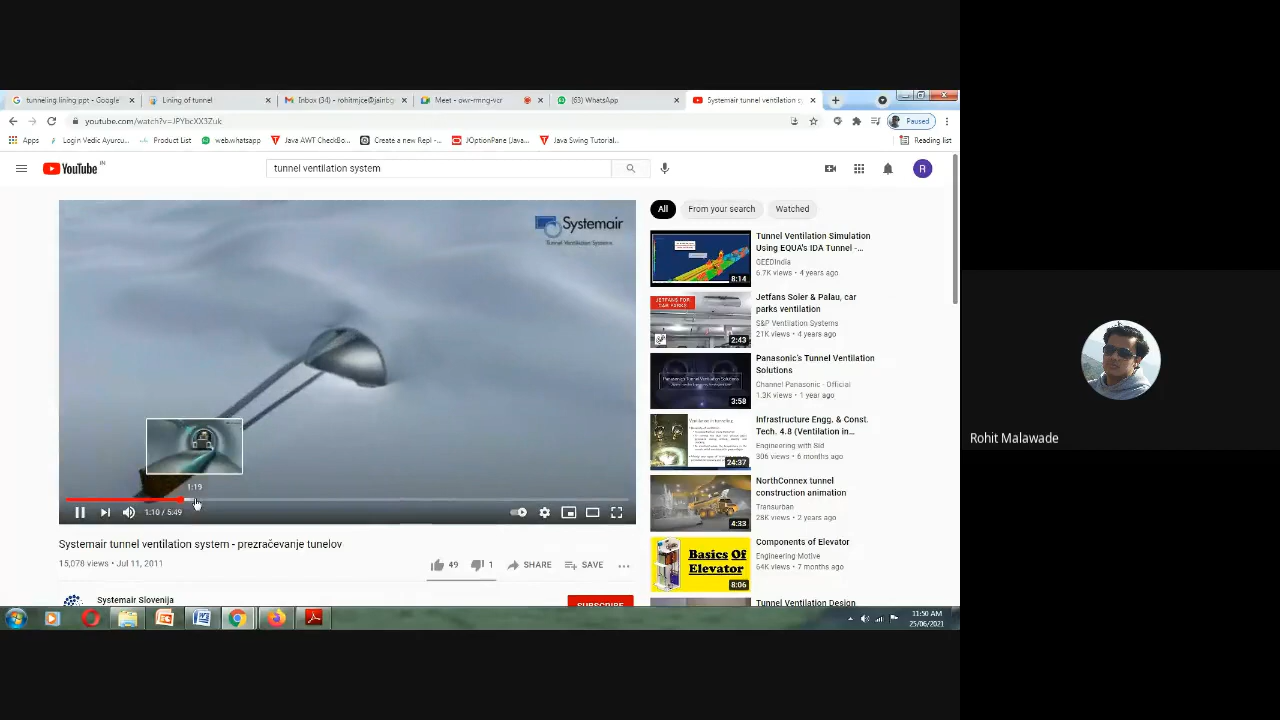 tunneling lining ppt - Google
Lining of tunnel
Inbox (34) - rohitmjce@jainbg
Meet - owr-rmng-vcr
(63) WhatsApp
Systemair tunnel ventilation s
youtube.com/watch?v=JPYbcXX3Zuk
Paused
Apps
Login Vedic Ayurcu...
Product List
web.whatsapp
Java AWT CheckBo...
Create a new Repl -...
JOptionPane (Java...
Java Swing Tutorial...
Reading list
YouTube IN
tunnel ventilation system
R
Systemair
Tunnel Ventilation Systems
1:19
1:10 / 5:49
All
From your search
Watched
Tunnel Ventilation Simulation
Using EQUA's IDA Tunnel -...
GEEDIndia
6.7K views • 4 years ago
8:14
JETFANS FOR
CAR PARKS
Jetfans Soler & Palau, car
parks ventilation
S&P Ventilation Systems
21K views • 4 years ago
2:43
Panasonic's Tunnel Ventilation
Solutions
Channel Panasonic - Official
1.3K views • 1 year ago
3:58
Infrastructure Engg. & Const.
Tech. 4.8 (Ventilation in...
Engineering with Sid
306 views • 6 months ago
24:37
NorthConnex tunnel
construction animation
Transurban
28K views • 2 years ago
4:33
Basics Of
Elevator
8:06
Components of Elevator
Engineering Motive
64K views • 7 months ago
Tunnel Ventilation Design
Systemair tunnel ventilation system - prezračevanje tunelov
15,078 views • Jul 11, 2011
49
1
SHARE
SAVE
Systemair Slovenija
SUBSCRIBE
11:50 AM
25/06/2021
Rohit Malawade